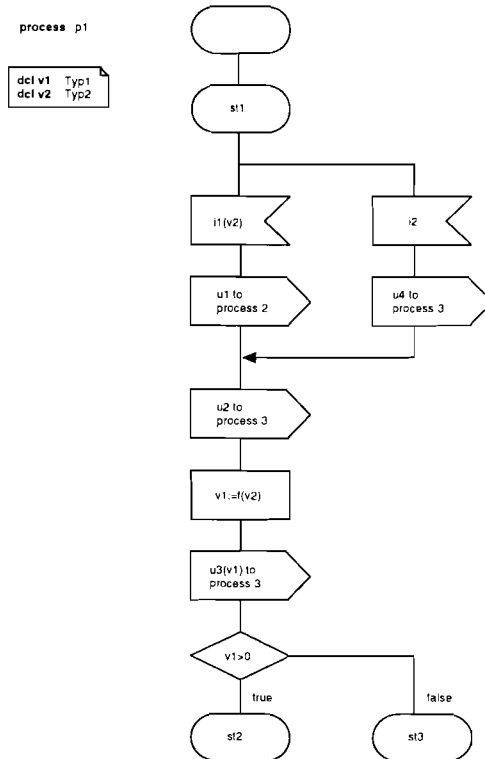 process p1
dcl v1 Typ1
dcl v2 Typ2
st1
i1(v2)
i2
u1 to
process 2
u4 to
process 3
u2 to
process 3
v1:=f(v2)
u3(v1) to
process 3
v1>0
true
false
st2
st3